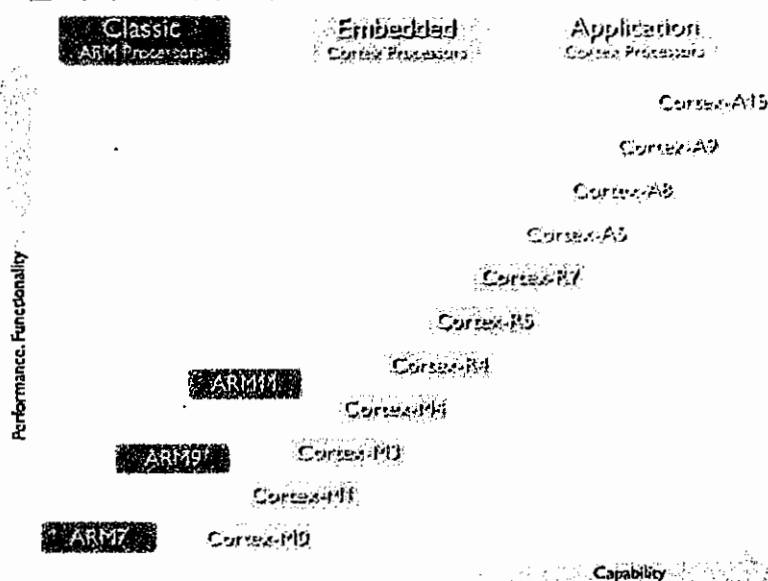 Classic
ARM Processors
Embedded
Cortex Processors
Application
Cortex Processors
Cortex-A15
Cortex-A9
Cortex-A8
Cortex-A5
Cortex-R7
Cortex-R5
Cortex-R4
ARM11
Cortex-M4
ARM9
Cortex-M3
Cortex-M1
ARM7
Cortex-M0
Performance, Functionality
Capability